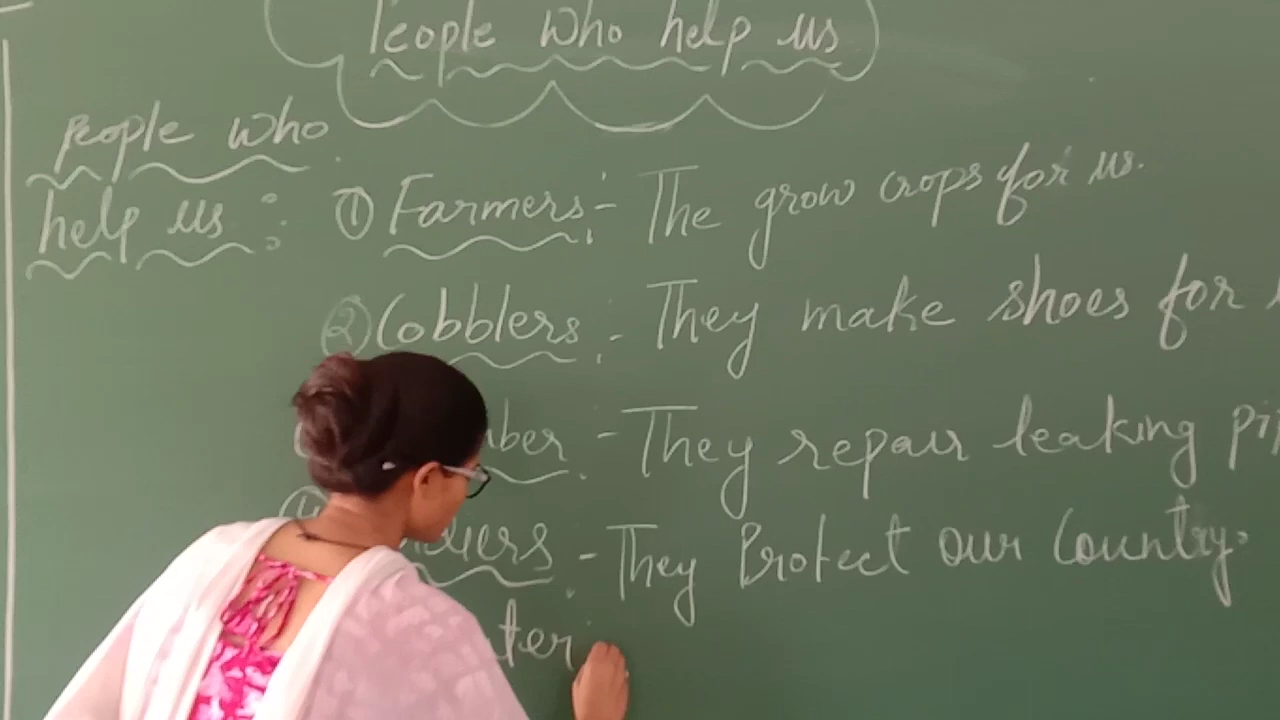 People who help us
People who
help us :
① Farmers :- The grow crops for us.
② Cobblers :- They make shoes for
- They repair leaking
- They Protect our Country.